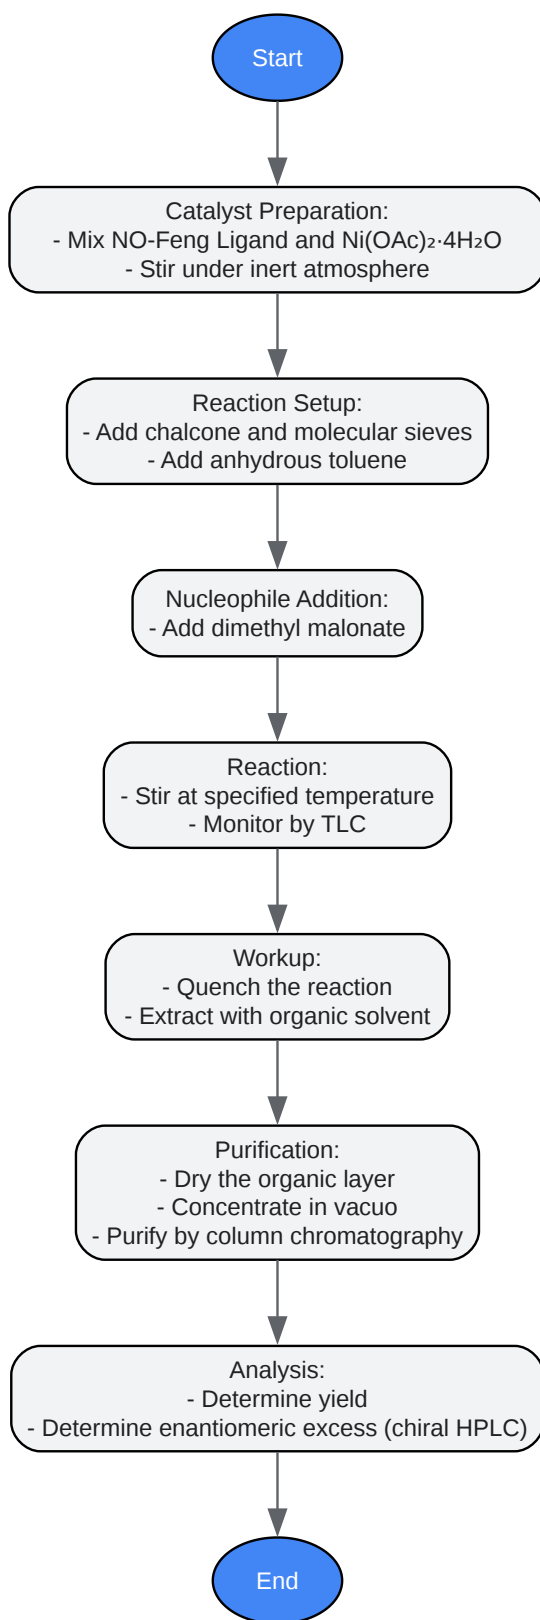 Start
Catalyst Preparation:
- Mix NO-Feng Ligand and Ni(OAc)₂·4H₂O
- Stir under inert atmosphere
Reaction Setup:
- Add chalcone and molecular sieves
- Add anhydrous toluene
Nucleophile Addition:
- Add dimethyl malonate
Reaction:
- Stir at specified temperature
- Monitor by TLC
Workup:
- Quench the reaction
- Extract with organic solvent
Purification:
- Dry the organic layer
- Concentrate in vacuo
- Purify by column chromatography
Analysis:
- Determine yield
- Determine enantiomeric excess (chiral HPLC)
End